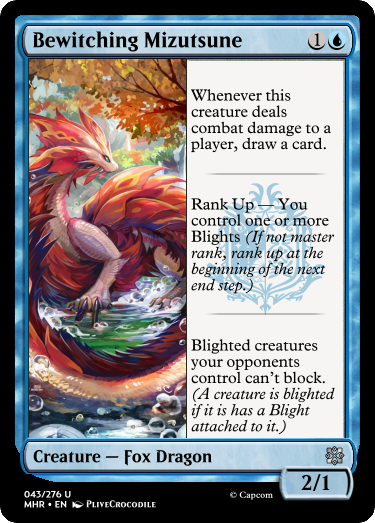 Bewitching Mizutsune
1
Whenever this
creature deals
combat damage to a
player, draw a card.
Rank Up — You
control one or more
Blights (If not master
rank, rank up at the
beginning of the next
end step.)
Blighted creatures
your opponents
control can't block.
(A creature is blighted
if it is has a Blight
attached to it.)
Creature — Fox Dragon
2/1
043/276 U
MHR • EN PliveCrocodile
© Capcom